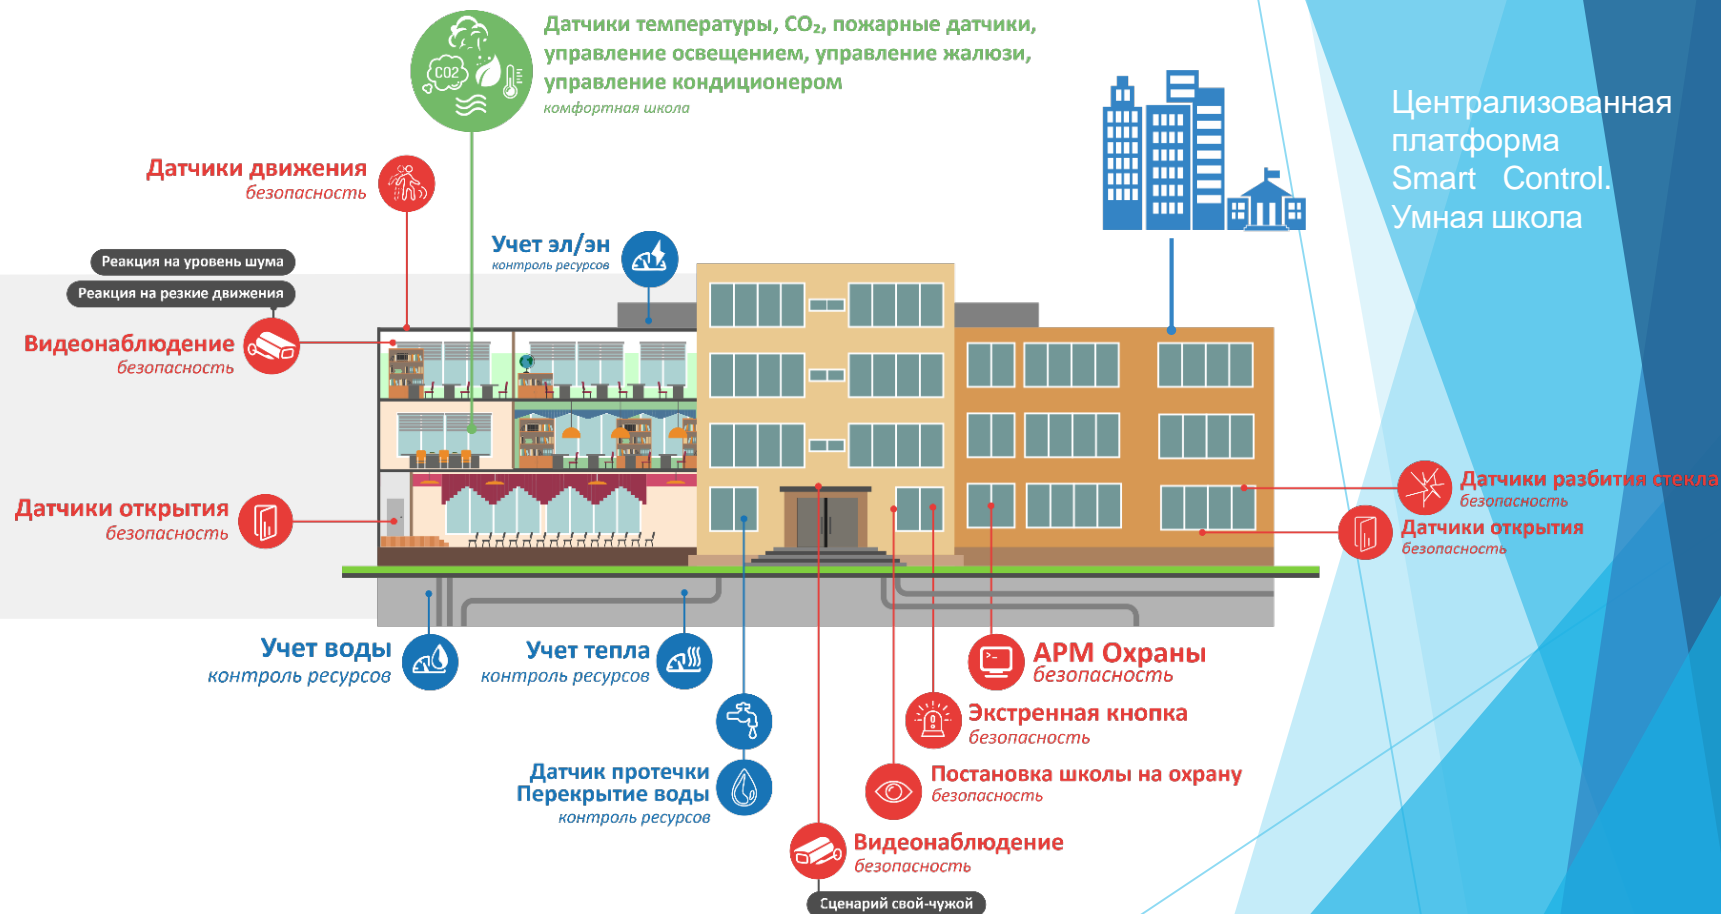 Датчики температуры, CO₂, пожарные датчики,
управление освещением, управление жалюзи,
управление кондиционером
комфортная школа
CO2
Централизованная
платформа
Smart Control.
Умная школа
Датчики движения
безопасность
Учет эл/эн
контроль ресурсов
Реакция на уровень шума
Реакция на резкие движения
Видеонаблюдение
безопасность
Датчики открытия
безопасность
Датчики разбития стекла
безопасность
Датчики открытия
безопасность
Учет воды
контроль ресурсов
Учет тепла
контроль ресурсов
АРМ Охраны
безопасность
Экстренная кнопка
безопасность
Датчик протечки
Перекрытие воды
контроль ресурсов
Постановка школы на охрану
безопасность
Видеонаблюдение
безопасность
Сценарий свой-чужой